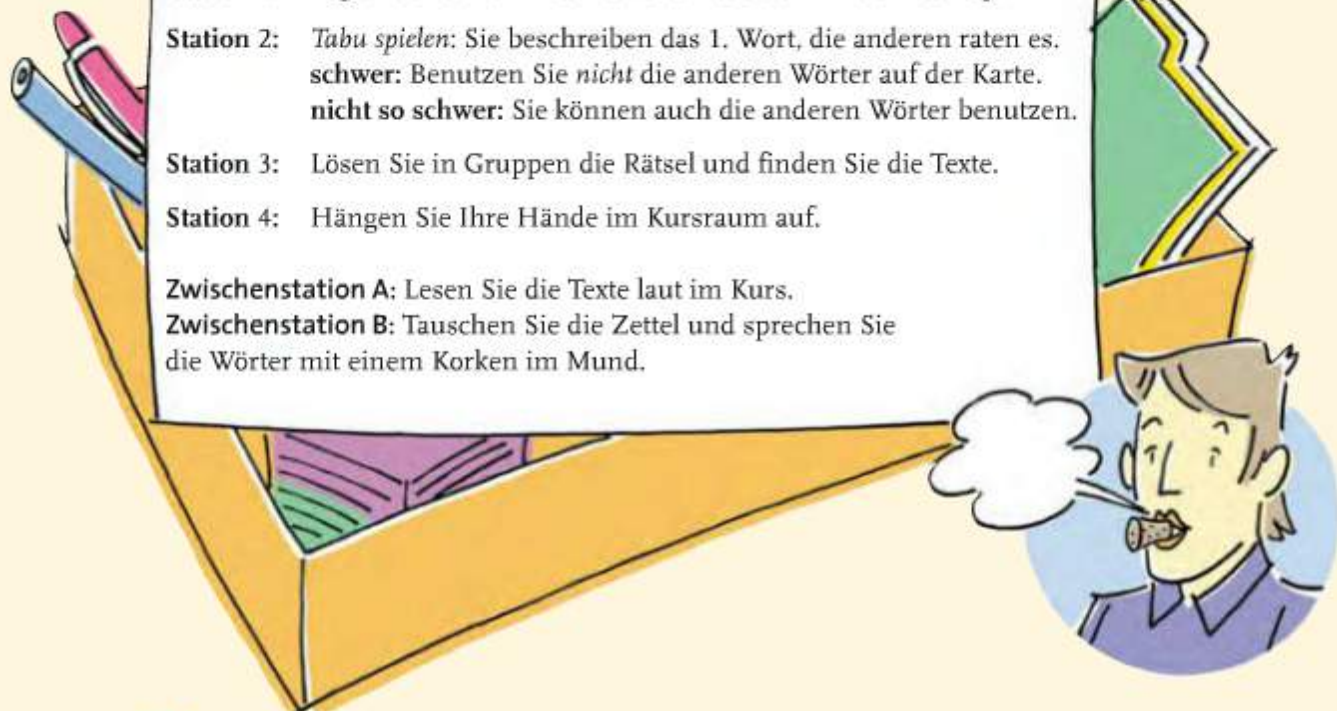 Station 2: Tabu spielen: Sie beschreiben das 1. Wort, die anderen raten es.
schwer: Benutzen Sie nicht die anderen Wörter auf der Karte.
nicht so schwer: Sie können auch die anderen Wörter benutzen.
Station 3: Lösen Sie in Gruppen die Rätsel und finden Sie die Texte.
Station 4: Hängen Sie Ihre Hände im Kursraum auf.
Zwischenstation A: Lesen Sie die Texte laut im Kurs.
Zwischenstation B: Tauschen Sie die Zettel und sprechen Sie
die Wörter mit einem Korken im Mund.